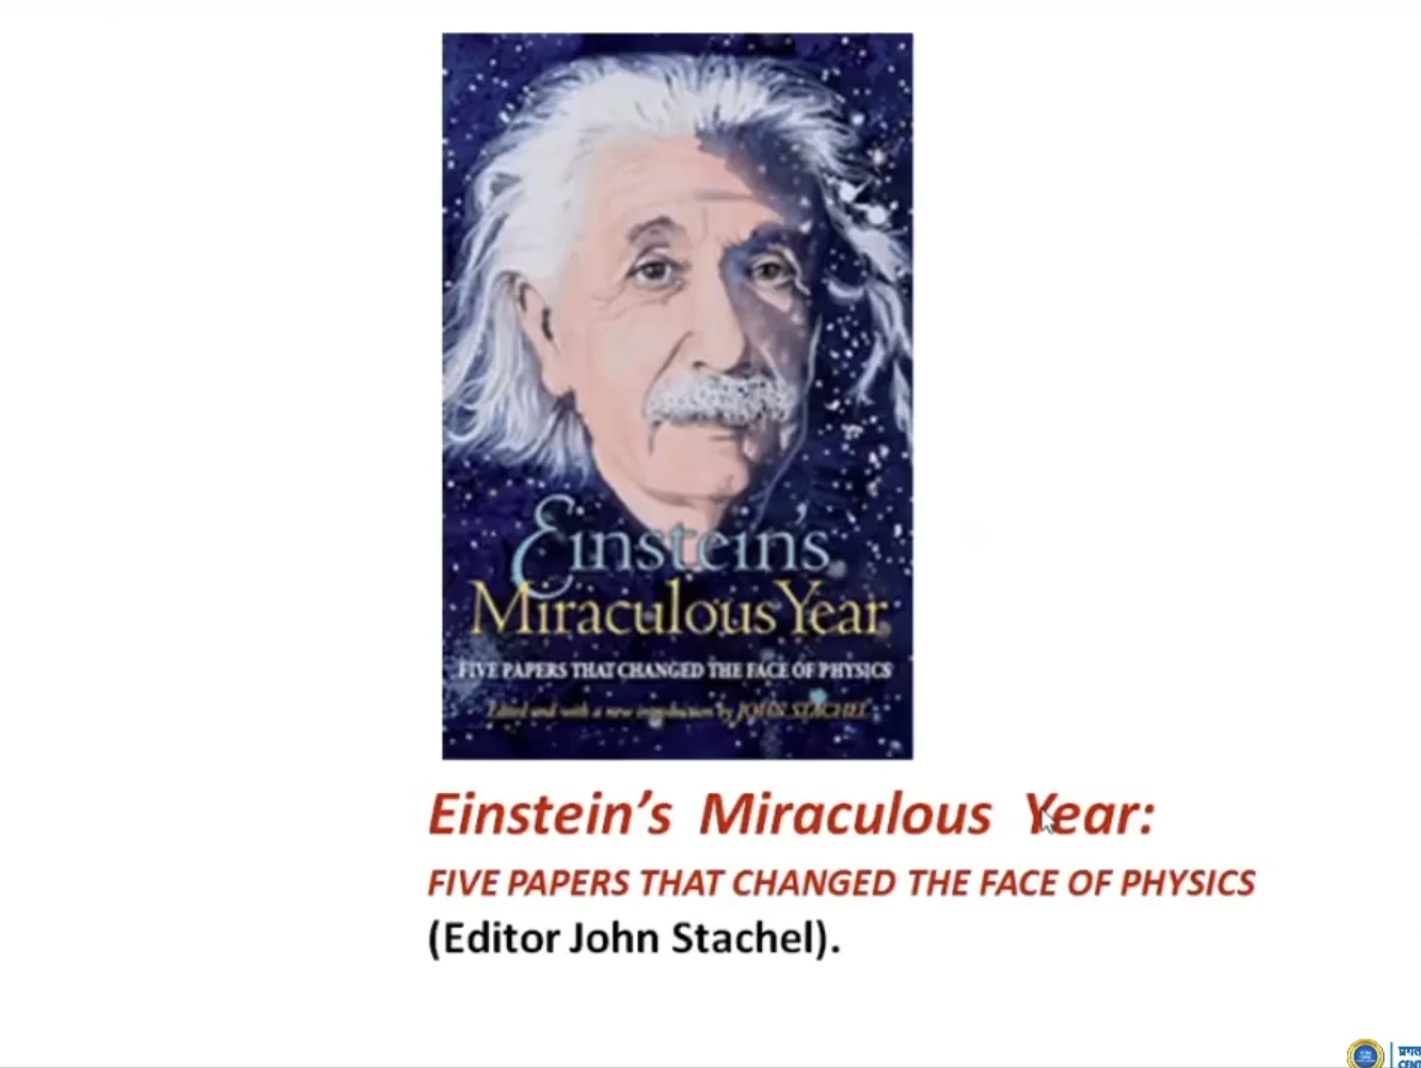 Einstein's
Miraculous Year
FIVE PAPERS THAT CHANGED THE FACE OF PHYSICS
Edited and with a new introduction by JOHN STACHEL
Einstein’s Miraculous Year:
FIVE PAPERS THAT CHANGED THE FACE OF PHYSICS
(Editor John Stachel).